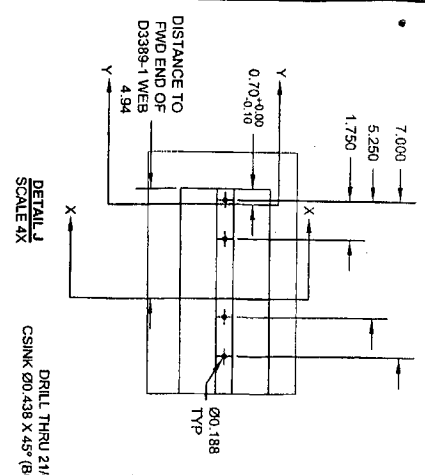 7.000
5.250
1.750
0.70 +0.00 -0.10
Y
Y
X
X
DISTANCE TO
FWD END OF
D3389-1 WEB
4.94
Ø0.188
TYP
DETAIL J
SCALE 4X
DRILL THRU
CSINK Ø0.438 X 45°